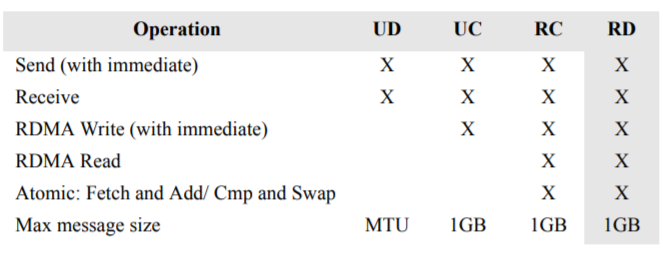 Operation UD UC RC RD
Send (with immediate) X X X X
Receive X X X X
RDMA Write (with immediate) X X X
RDMA Read X X
Atomic: Fetch and Add/ Cmp and Swap X X
Max message size MTU 1GB 1GB 1GB